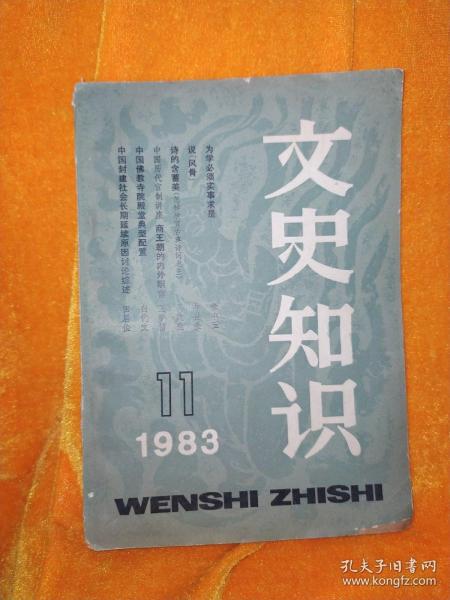 文史知识
为学必须实事求是
说“风骨”
诗的含蓄美
中国历代官制讲座 商王朝的内外职官
中国佛教寺院殿堂典型配置
中国封建社会长期延续原因讨论综述
11
1983
WENSHI ZHISHI
孔夫子旧书网
www.kongfz.com